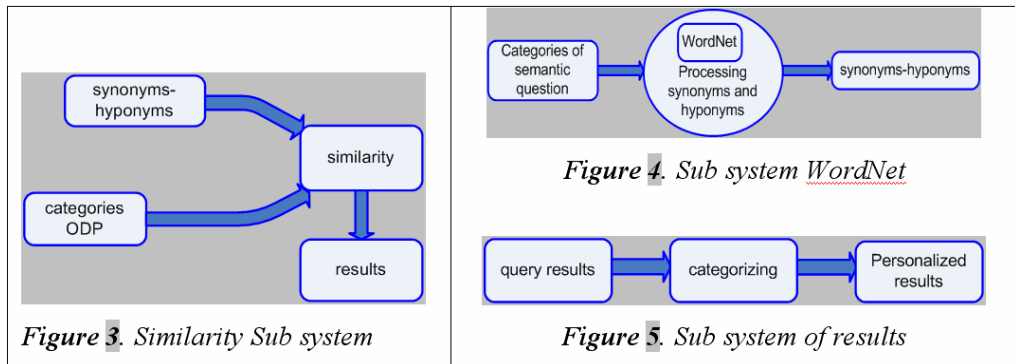 synonyms-
hyponyms
similarity
categories
ODP
results
Figure 3. Similarity Sub system
Categories of
semantic
question
WordNet
Processing
synonyms and
hyponyms
synonyms-hyponyms
Figure 4. Sub system WordNet
query results
categorizing
Personalized
results
Figure 5. Sub system of results